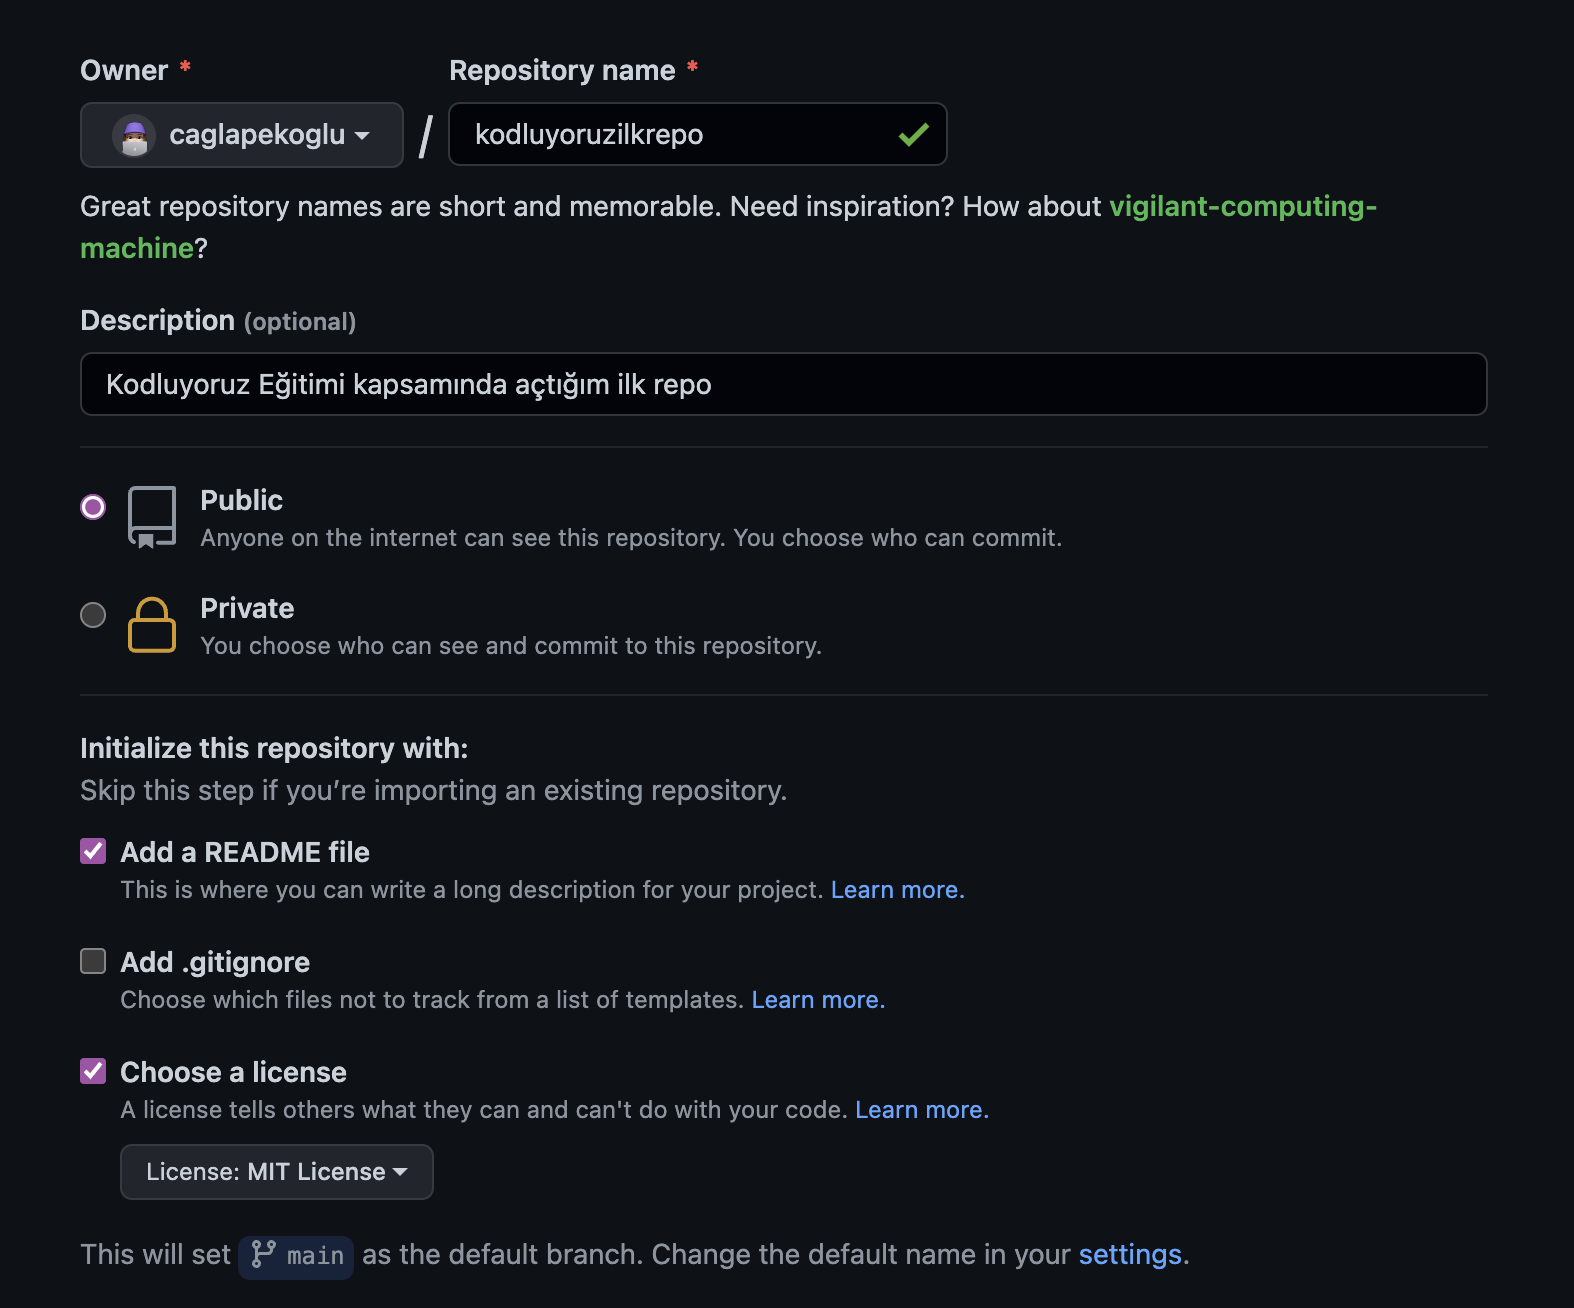 Owner * Repository name *
caglapekoglu / kodluyoruzilkrepo
Great repository names are short and memorable. Need inspiration? How about vigilant-computing-
machine?
Description (optional)
Kodluyoruz Eğitimi kapsamında açtığım ilk repo
Public
Anyone on the internet can see this repository. You choose who can commit.
Private
You choose who can see and commit to this repository.
Initialize this repository with:
Skip this step if you’re importing an existing repository.
Add a README file
This is where you can write a long description for your project. Learn more.
Add .gitignore
Choose which files not to track from a list of templates. Learn more.
Choose a license
A license tells others what they can and can't do with your code. Learn more.
License: MIT License
This will set main as the default branch. Change the default name in your settings.